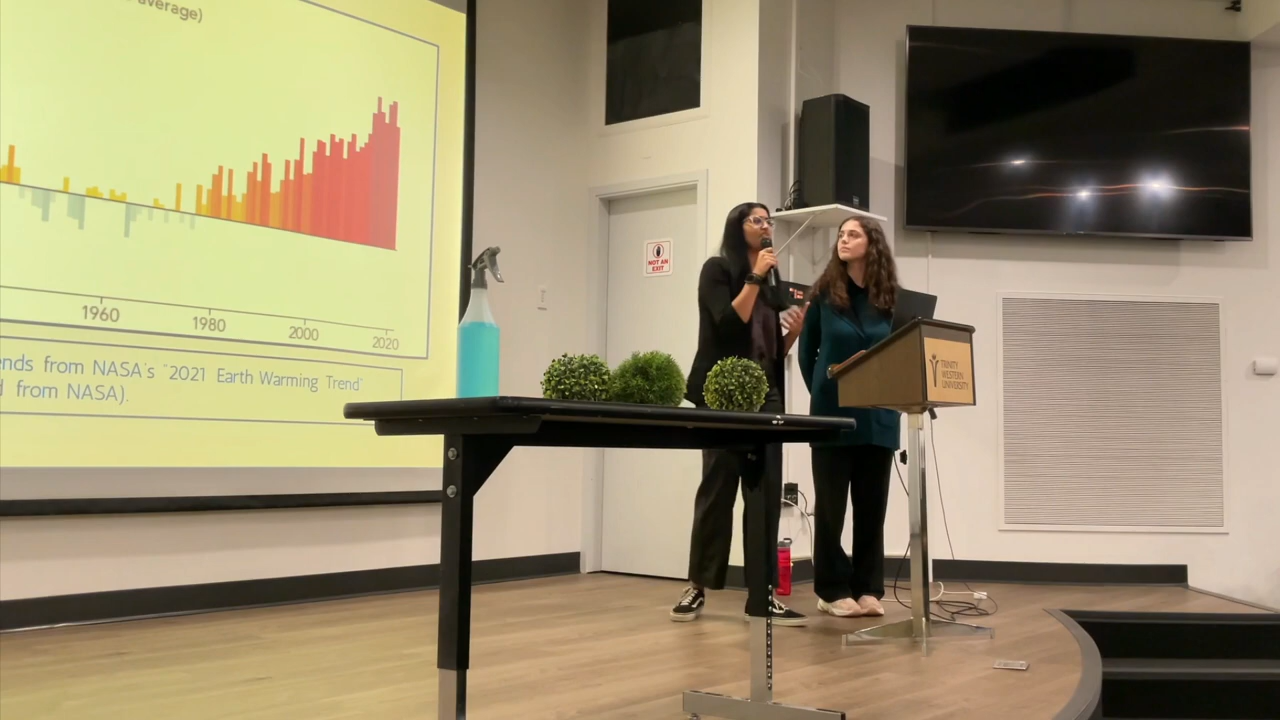 average)
1960
1980
2000
2020
ends from NASA's "2021 Earth Warming Trend"
from NASA).
NOT AN
EXIT
TRINITY
WESTERN
UNIVERSITY